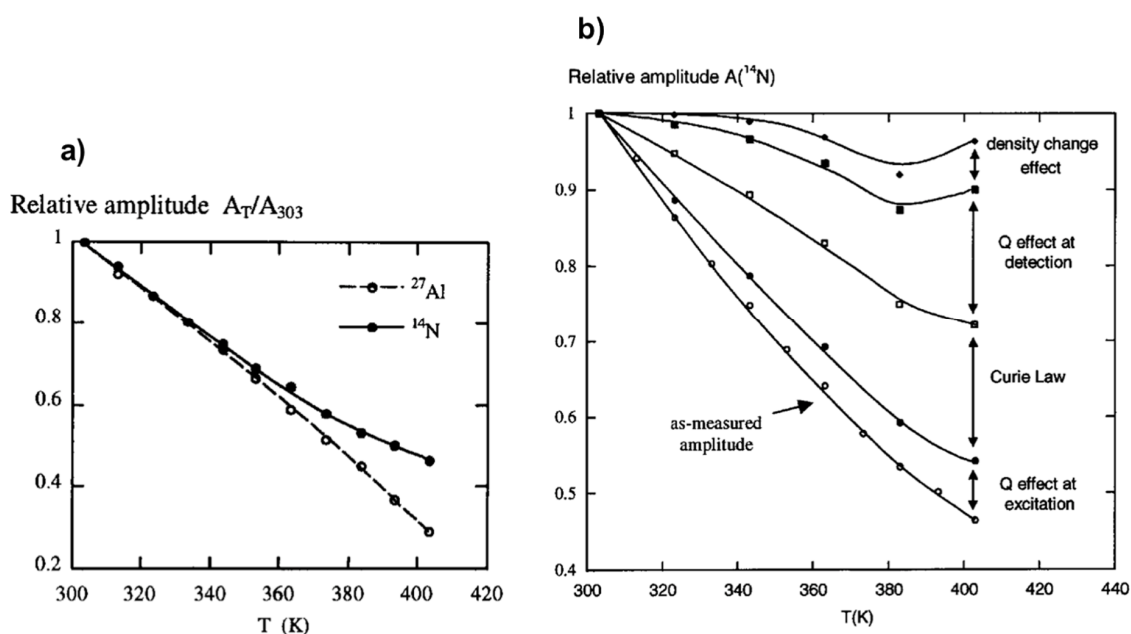 a)
Relative amplitude A_T/A_303
1
0.8
0.6
0.4
0.2
300 320 340 360 380 400 420
T (K)
²⁷Al
¹⁴N
b)
Relative amplitude A(¹⁴N)
1
0.9
0.8
0.7
0.6
0.5
0.4
300 320 340 360 380 400 420 440
T(K)
density change
effect
Q effect at
detection
Curie Law
Q effect at
excitation
as-measured
amplitude